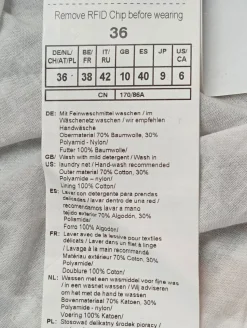 Remove RFID Chip before wearing
36
DE/NL/ CH/AT/PL BE/ FR IT/ RU GB ES JP US/ CA
36 38 42 10 40 9 6
CN 170/86A
DE: Mit Feinwaschmittel waschen / im
Wäschenetz waschen / wir empfehlen
Handwäsche
Obermaterial 70% Baumwolle, 30%
Polyamid - Nylon/
Futter 100% Baumwolle/
GB/ Wash with mild detergent / Wash in
US: laundry net / Hand-wash recommended
Outer material 70% Cotton, 30%
Polyamide – nylon/
Lining 100% Cotton/
ES: Lavar con detergente para prendas
delicadas / lavar dentro de una red /
recomendamos lavar a mano
tejido exterior 70% Algodón, 30%
Poliamida/
Forro 100% Algodón/
FR: Laver avec de la lessive pour textiles
délicats / Laver dans un filet à linge
/ Lavage à la main recommandé
Matériau extérieur 70% Coton, 30%
Polyamide/
Doublure 100% Coton/
NL: Wassen met een wasmiddel voor fijne was
/ in een wasnet wassen / Wij adviseren
om het met de hand te wassen
Bovenmateriaal 70% Katoen, 30%
Polyamide - nylon/
Voering 100% Katoen/
PL: Stosować delikatny środek piorący /